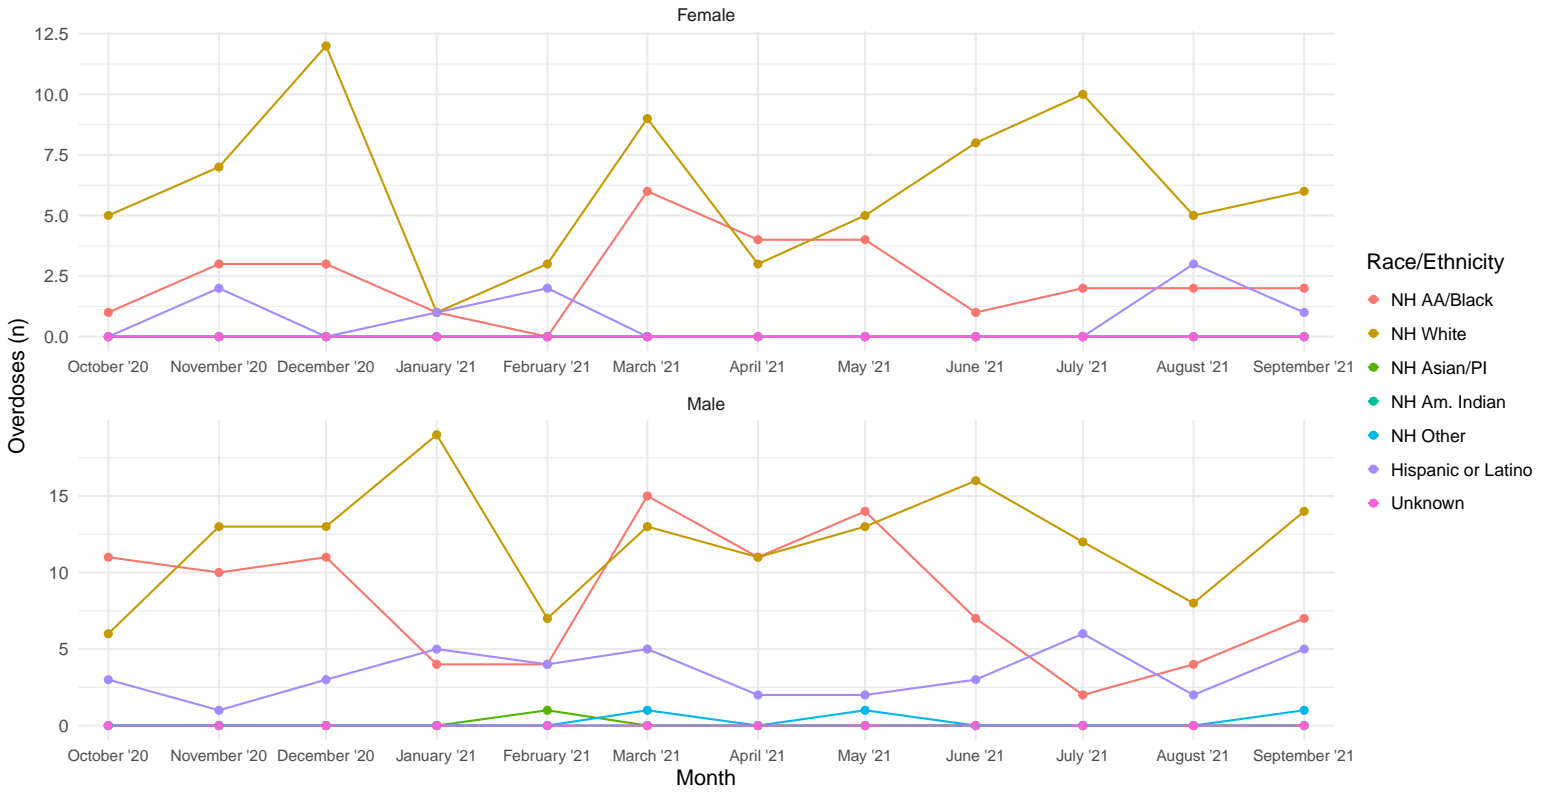 Female
12.5
10.0
7.5
5.0
2.5
0.0
October '20 November '20 December '20 January '21 February '21 March '21 April '21 May '21 June '21 July '21 August '21 September '21
Male
15
10
5
0
October '20 November '20 December '20 January '21 February '21 March '21 April '21 May '21 June '21 July '21 August '21 September '21
Month
Overdoses (n)
Race/Ethnicity
NH AA/Black
NH White
NH Asian/PI
NH Am. Indian
NH Other
Hispanic or Latino
Unknown